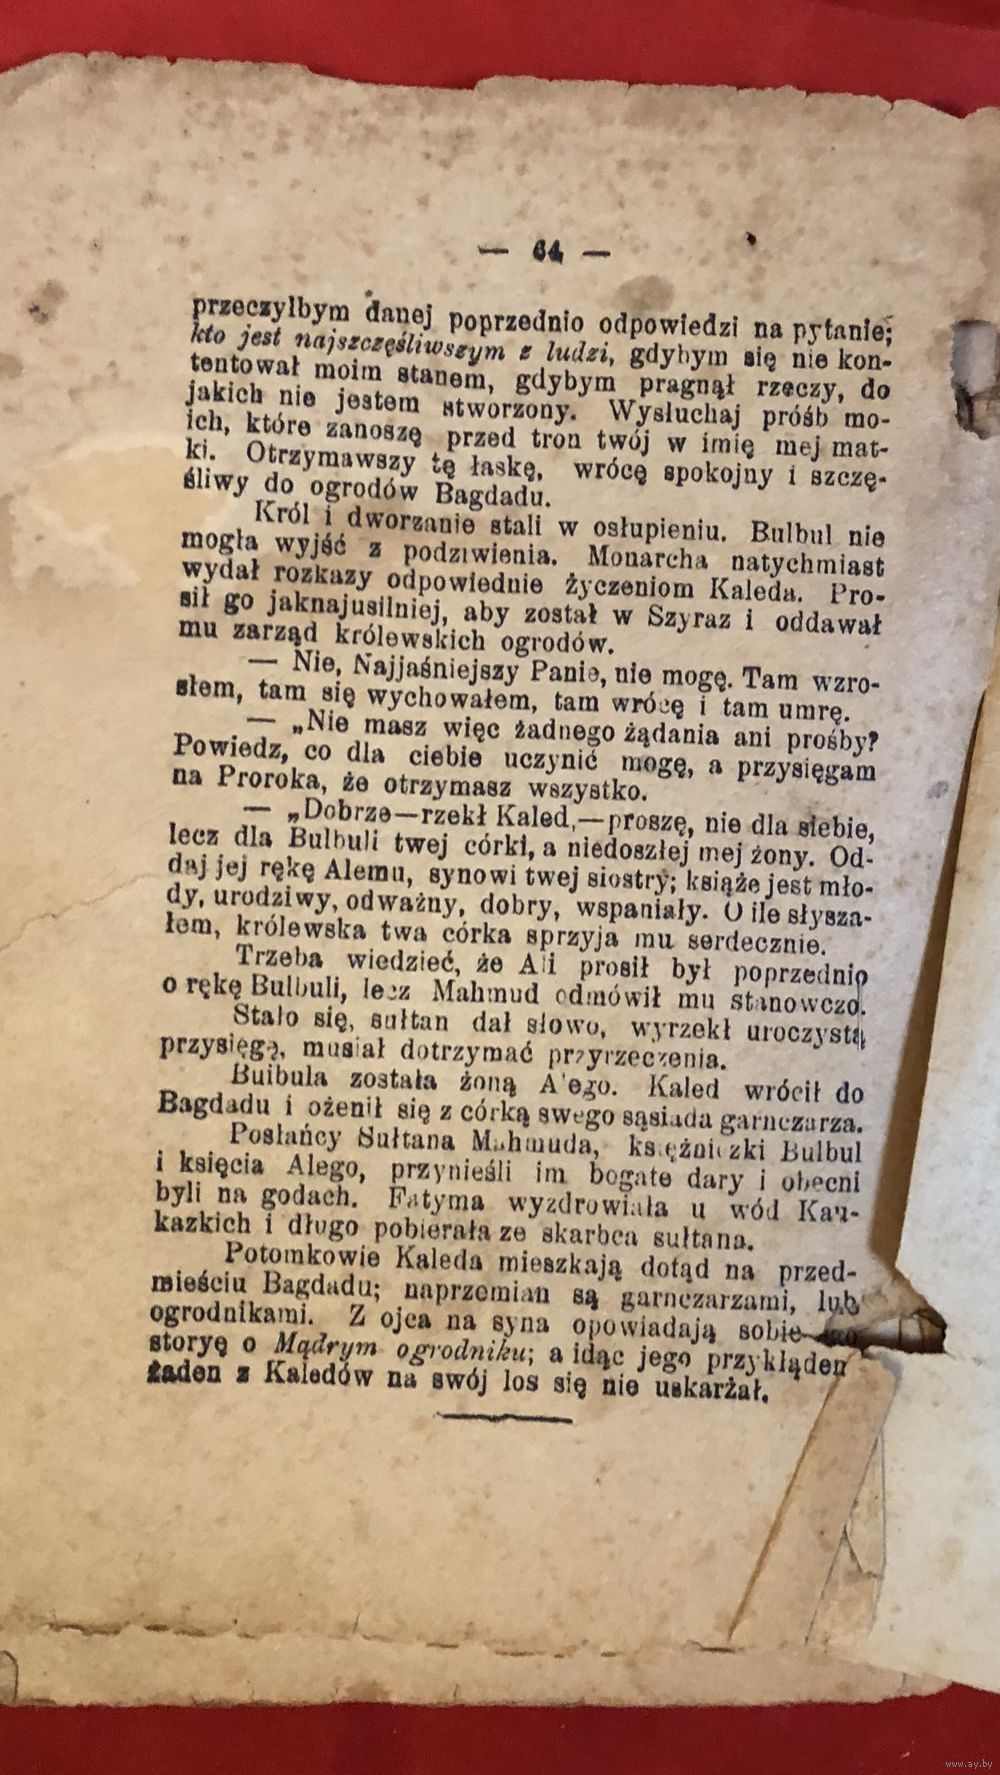 — 64 —
przeczyłbym danej poprzednio odpowiedzi na pytanie;
kto jest najszczęśliwszym z ludzi, gdybym się nie kon-
tentował moim stanem, gdybym pragnął rzeczy, do
jakich nie jestem stworzony. Wysłuchaj próśb mo-
ich, które zanoszę przed tron twój w imię mej mat-
ki. Otrzymawszy tę łaskę, wrócę spokojny i szczę-
śliwy do ogrodów Bagdadu.
Król i dworzanie stali w osłupieniu. Bulbul nie
mogła wyjść z podziwienia. Monarcha natychmiast
wydał rozkazy odpowiednie życzeniom Kaleda. Pro-
sił go jaknajusilniej, aby został w Szyraz i oddawał
mu zarząd królewskich ogrodów.
— Nie, Najjaśniejszy Panie, nie mogę. Tam wzro-
słem, tam się wychowałem, tam wrócę i tam umrę.
— „Nie masz więc żadnego żądania ani prośby?
Powiedz, co dla ciebie uczynić mogę, a przysięgam
na Proroka, że otrzymasz wszystko.
— „Dobrze—rzekł Kaled,—proszę, nie dla siebie,
lecz dla Bulbuli twej córki, a niedoszłej mej żony. Od-
daj jej rękę Alemu, synowi twej siostry; książe jest mło-
dy, urodziwy, odważny, dobry, wspaniały. O ile słysza-
łem, królewska twa córka sprzyja mu serdecznie.
Trzeba wiedzieć, że Ali prosił był poprzednio
o rękę Bulbuli, lecz Mahmud odmówił mu stanowczo.
Stało się, sułtan dał słowo, wyrzekł uroczystą
przysięgę, musiał dotrzymać przyrzeczenia.
Bulbula została żoną Alego. Kaled wrócił do
Bagdadu i ożenił się z córką swego sąsiada garnczarza.
Posłańcy Sułtana Mahmuda, księżniczki Bulbul
i księcia Alego, przynieśli im bogate dary i obecni
byli na godach. Fatyma wyzdrowiała u wód Kau-
kazkich i długo pobierała ze skarbca sułtana.
Potomkowie Kaleda mieszkają dotąd na przed-
mieściu Bagdadu; naprzemian są garnczarzami, lub
ogrodnikami. Z ojca na syna opowiadają sobie
storyę o Mądrym ogrodniku; a idąc jego przykładem
żaden z Kaledów na swój los się nie uskarżał.
www.ay.by